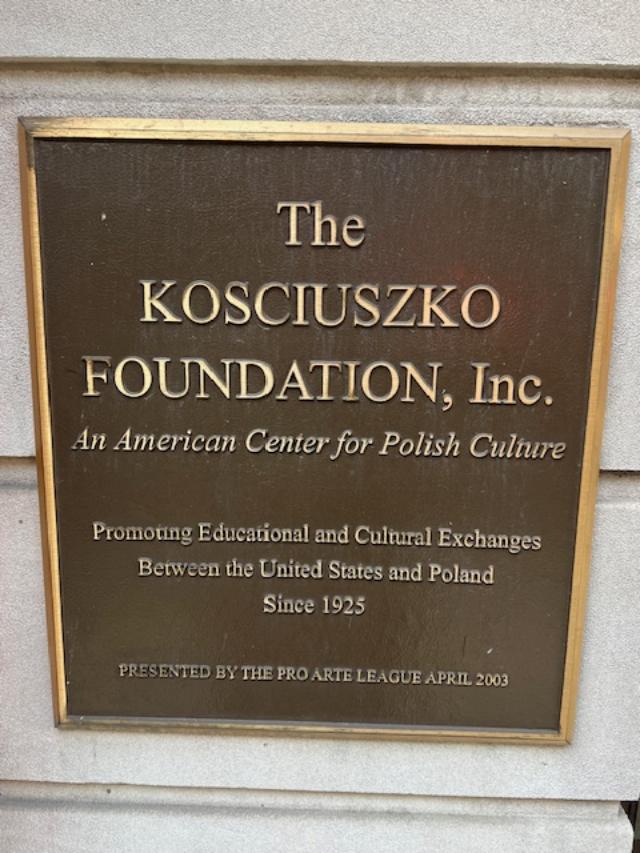 The
KOSCIUSZKO
FOUNDATION, Inc.
An American Center for Polish Culture
Promoting Educational and Cultural Exchanges
Between the United States and Poland
Since 1925
PRESENTED BY THE PRO ARTE LEAGUE APRIL 2003